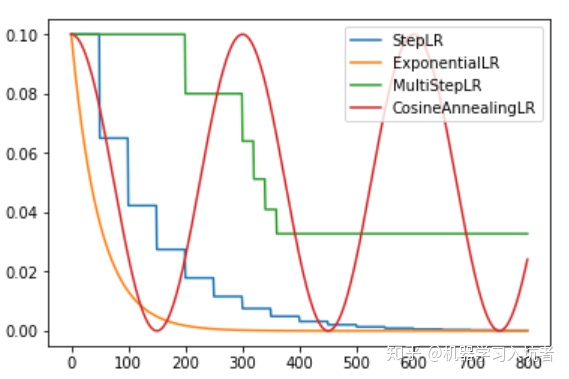 0.10
0.08
0.06
0.04
0.02
0.00
StepLR
ExponentialLR
MultiStepLR
CosineAnnealingLR
0 100 200 300 400 500 600 700 800
知乎 @机器学习入坑者